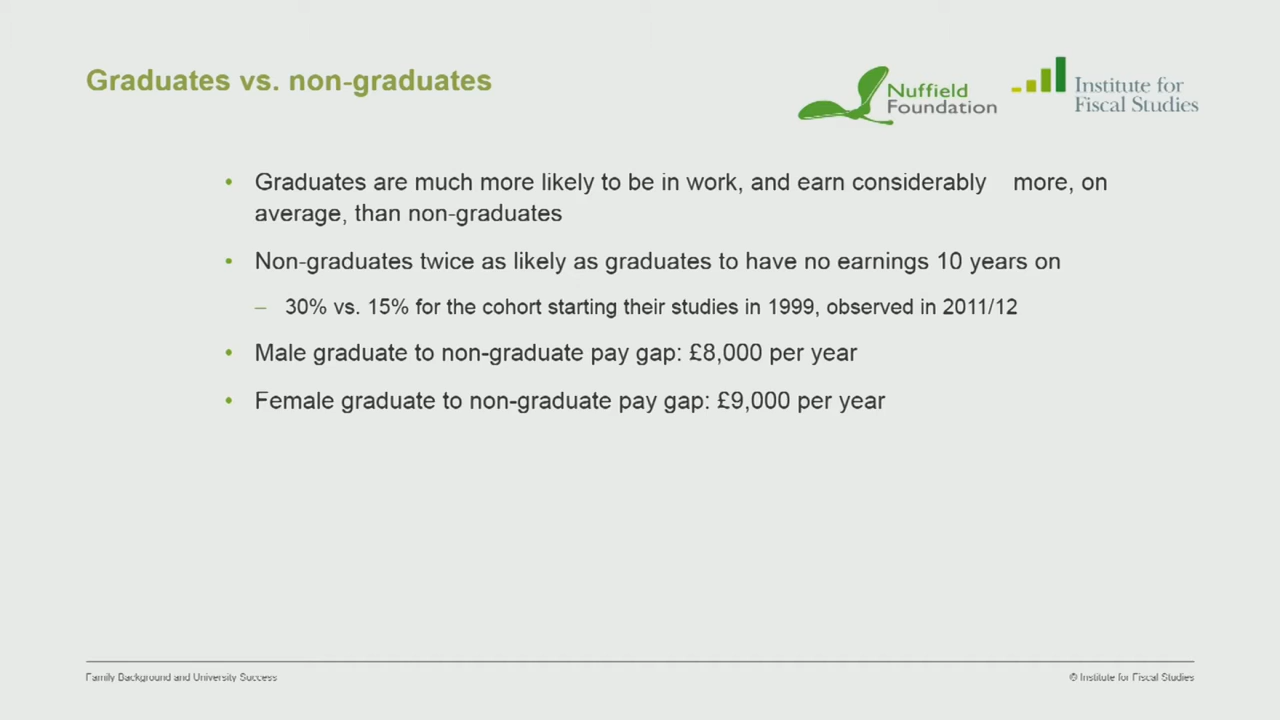 Graduates vs. non-graduates
Nuffield
Foundation
Institute for
Fiscal Studies
• Graduates are much more likely to be in work, and earn considerably more, on
average, than non-graduates
• Non-graduates twice as likely as graduates to have no earnings 10 years on
– 30% vs. 15% for the cohort starting their studies in 1999, observed in 2011/12
• Male graduate to non-graduate pay gap: £8,000 per year
• Female graduate to non-graduate pay gap: £9,000 per year
Family Background and University Success
© Institute for Fiscal Studies